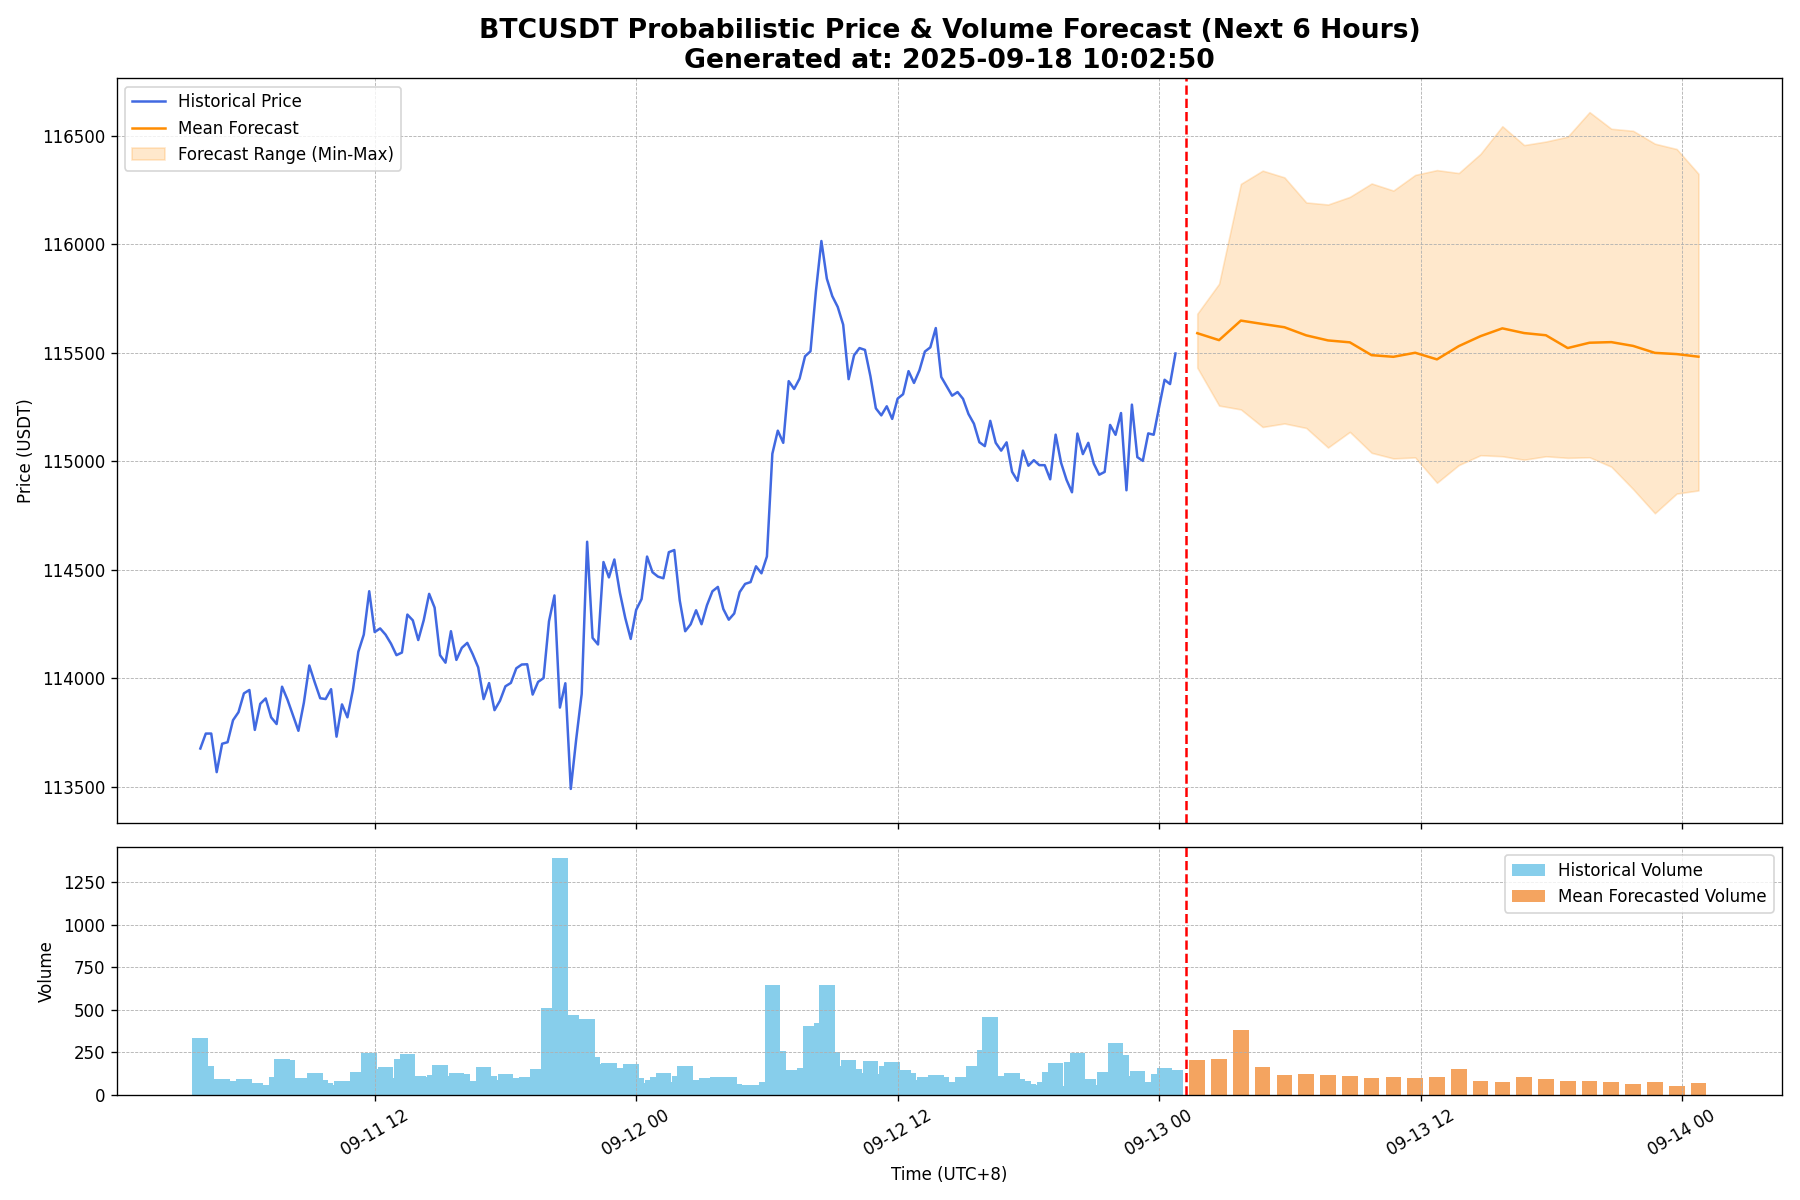 BTCUSDT Probabilistic Price & Volume Forecast (Next 6 Hours)
Generated at: 2025-09-18 10:02:50
Historical Price
Mean Forecast
Forecast Range (Min-Max)
116500
116000
115500
115000
114500
114000
113500
Price (USDT)
Historical Volume
Mean Forecasted Volume
1250
1000
750
500
250
0
Volume
09-11 12
09-12 00
09-12 12
09-13 00
09-13 12
09-14 00
Time (UTC+8)